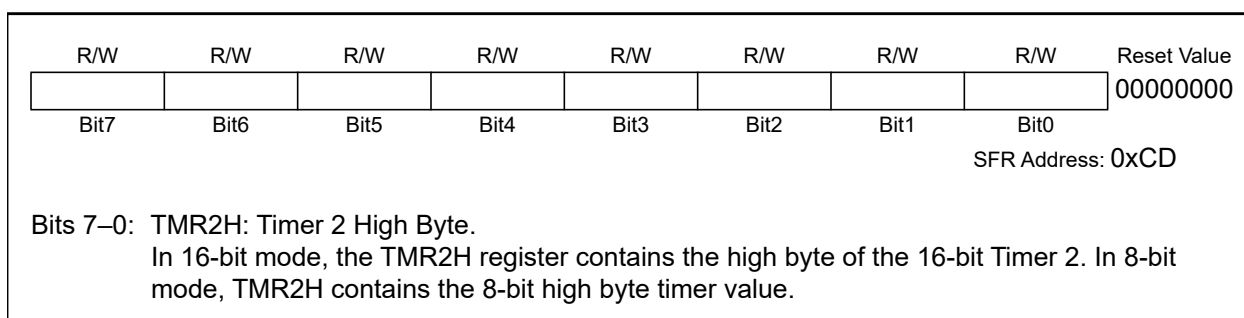 R/W R/W R/W R/W R/W R/W R/W R/W Reset Value
00000000
Bit7 Bit6 Bit5 Bit4 Bit3 Bit2 Bit1 Bit0
SFR Address: 0xCD
Bits 7–0: TMR2H: Timer 2 High Byte.
In 16-bit mode, the TMR2H register contains the high byte of the 16-bit Timer 2. In 8-bit
mode, TMR2H contains the 8-bit high byte timer value.